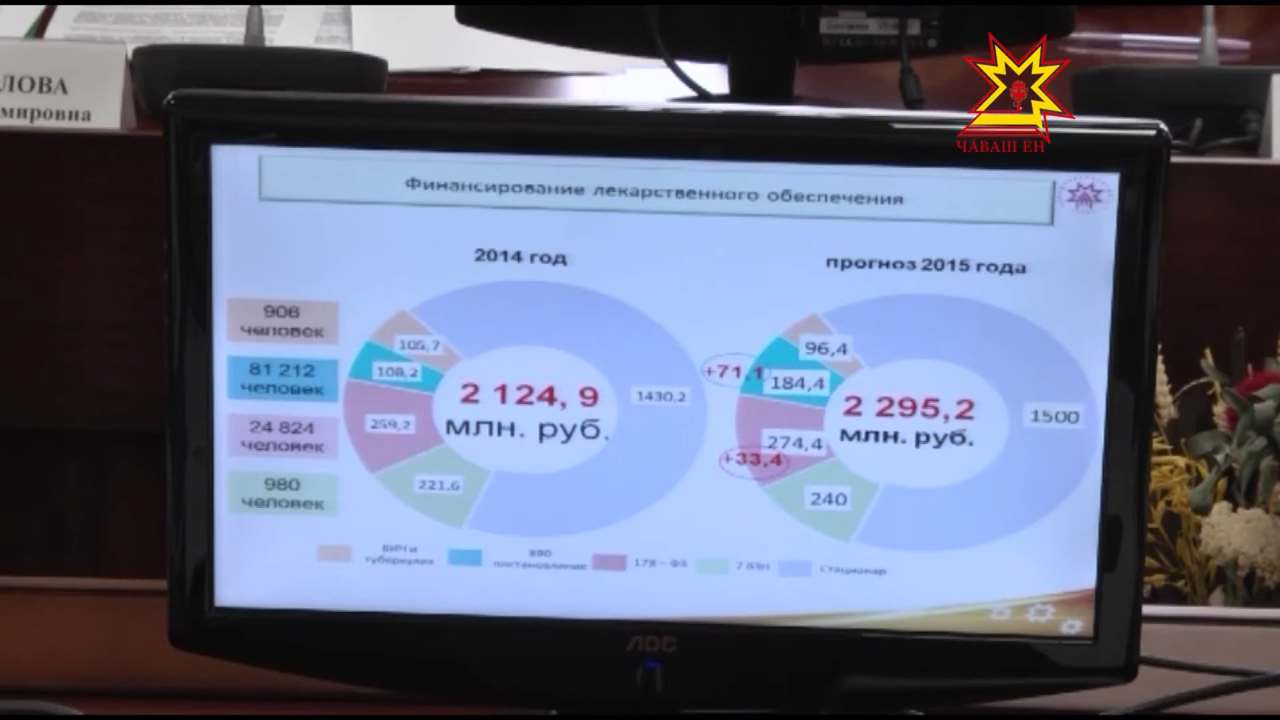 ЛОВА
мировна
ЧАВАШ ЕН
Финансирование лекарственного обеспечения
2014 год
прогноз 2015 года
906
человек
81 212
человек
24 824
человек
980
человек
105,7
108,2
259,2
221,6
1430,2
2 124, 9
млн. руб.
+71,1
+33,4
96,4
184,4
274,4
240
1500
2 295,2
млн. руб.
ВИЧ и
туберкулез
890
постановление
178 – ФЗ
7 ВЗН
Стационар
AOC